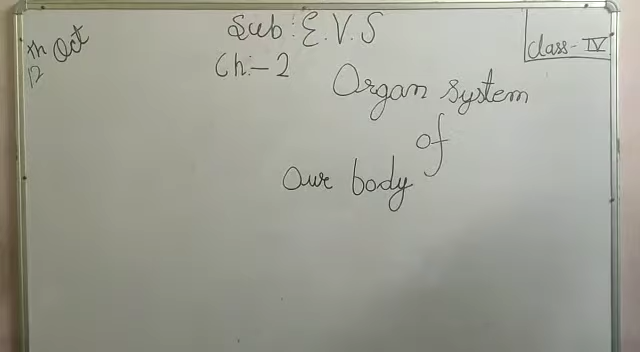 12th Oct
Sub: E.V.S
Class- IV
Ch:- 2
Organ system
of
Our body